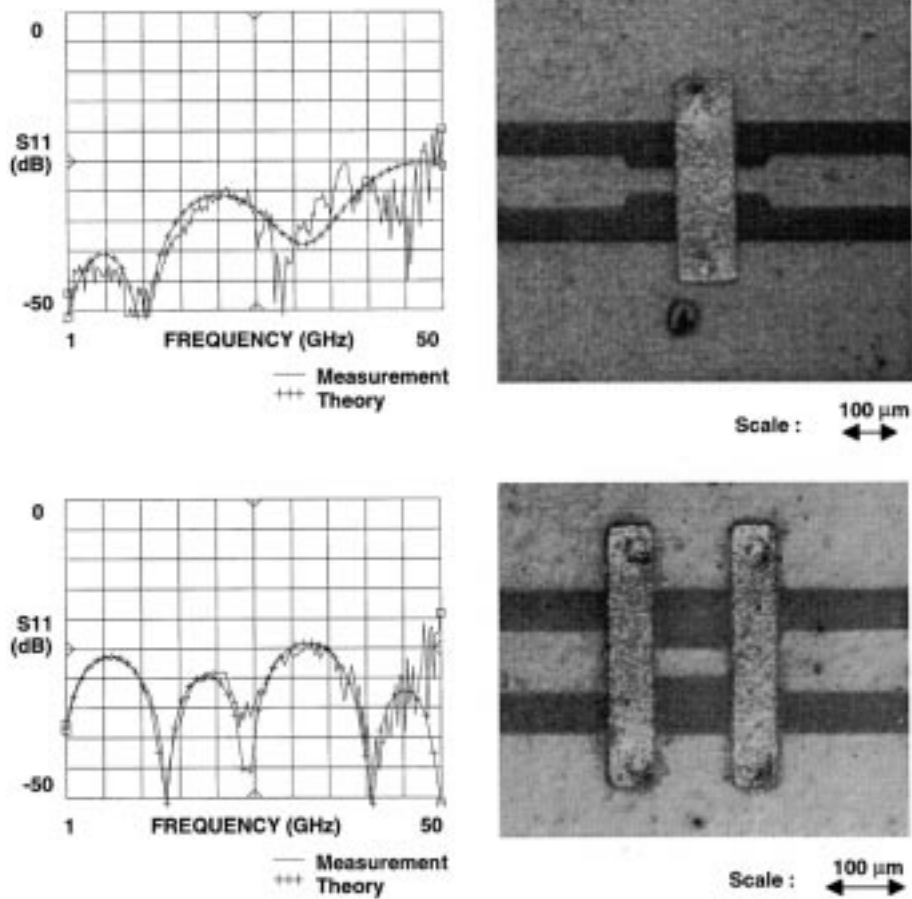 0
S11
(dB)
-50
1 FREQUENCY (GHz) 50
Measurement
Theory
Scale : 100 μm
0
S11
(dB)
-50
1 FREQUENCY (GHz) 50
Measurement
Theory
Scale : 100 μm